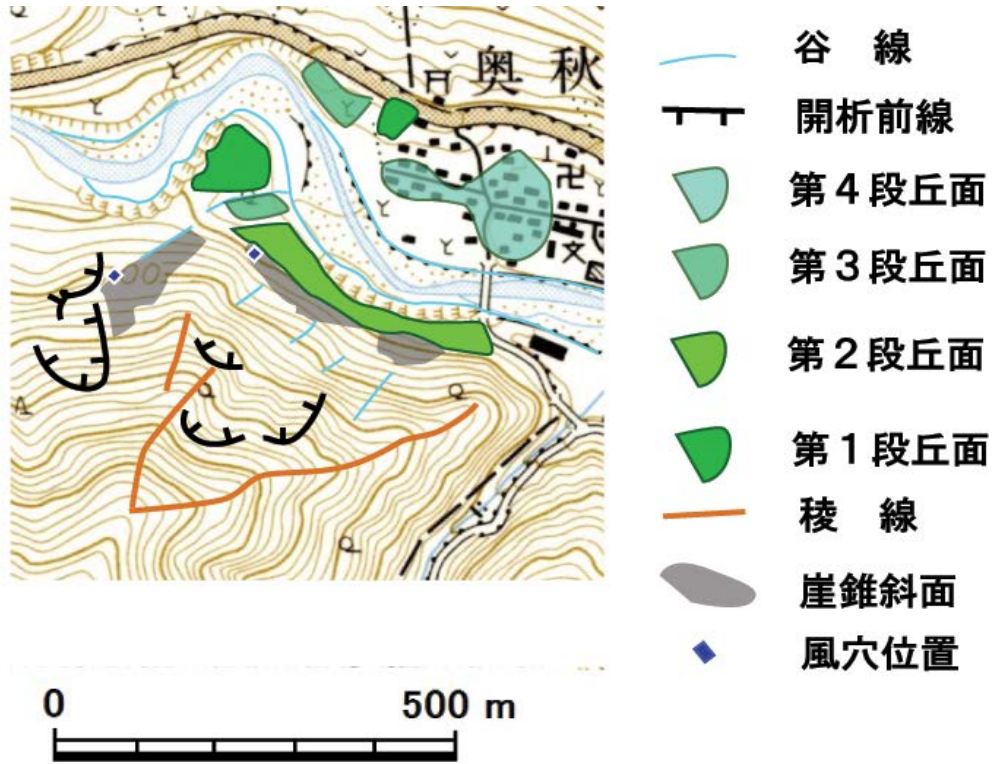 奥秋
00
文
谷 線
開析前線
第4段丘面
第3段丘面
第2段丘面
第1段丘面
稜 線
崖錐斜面
風穴位置
0 500 m